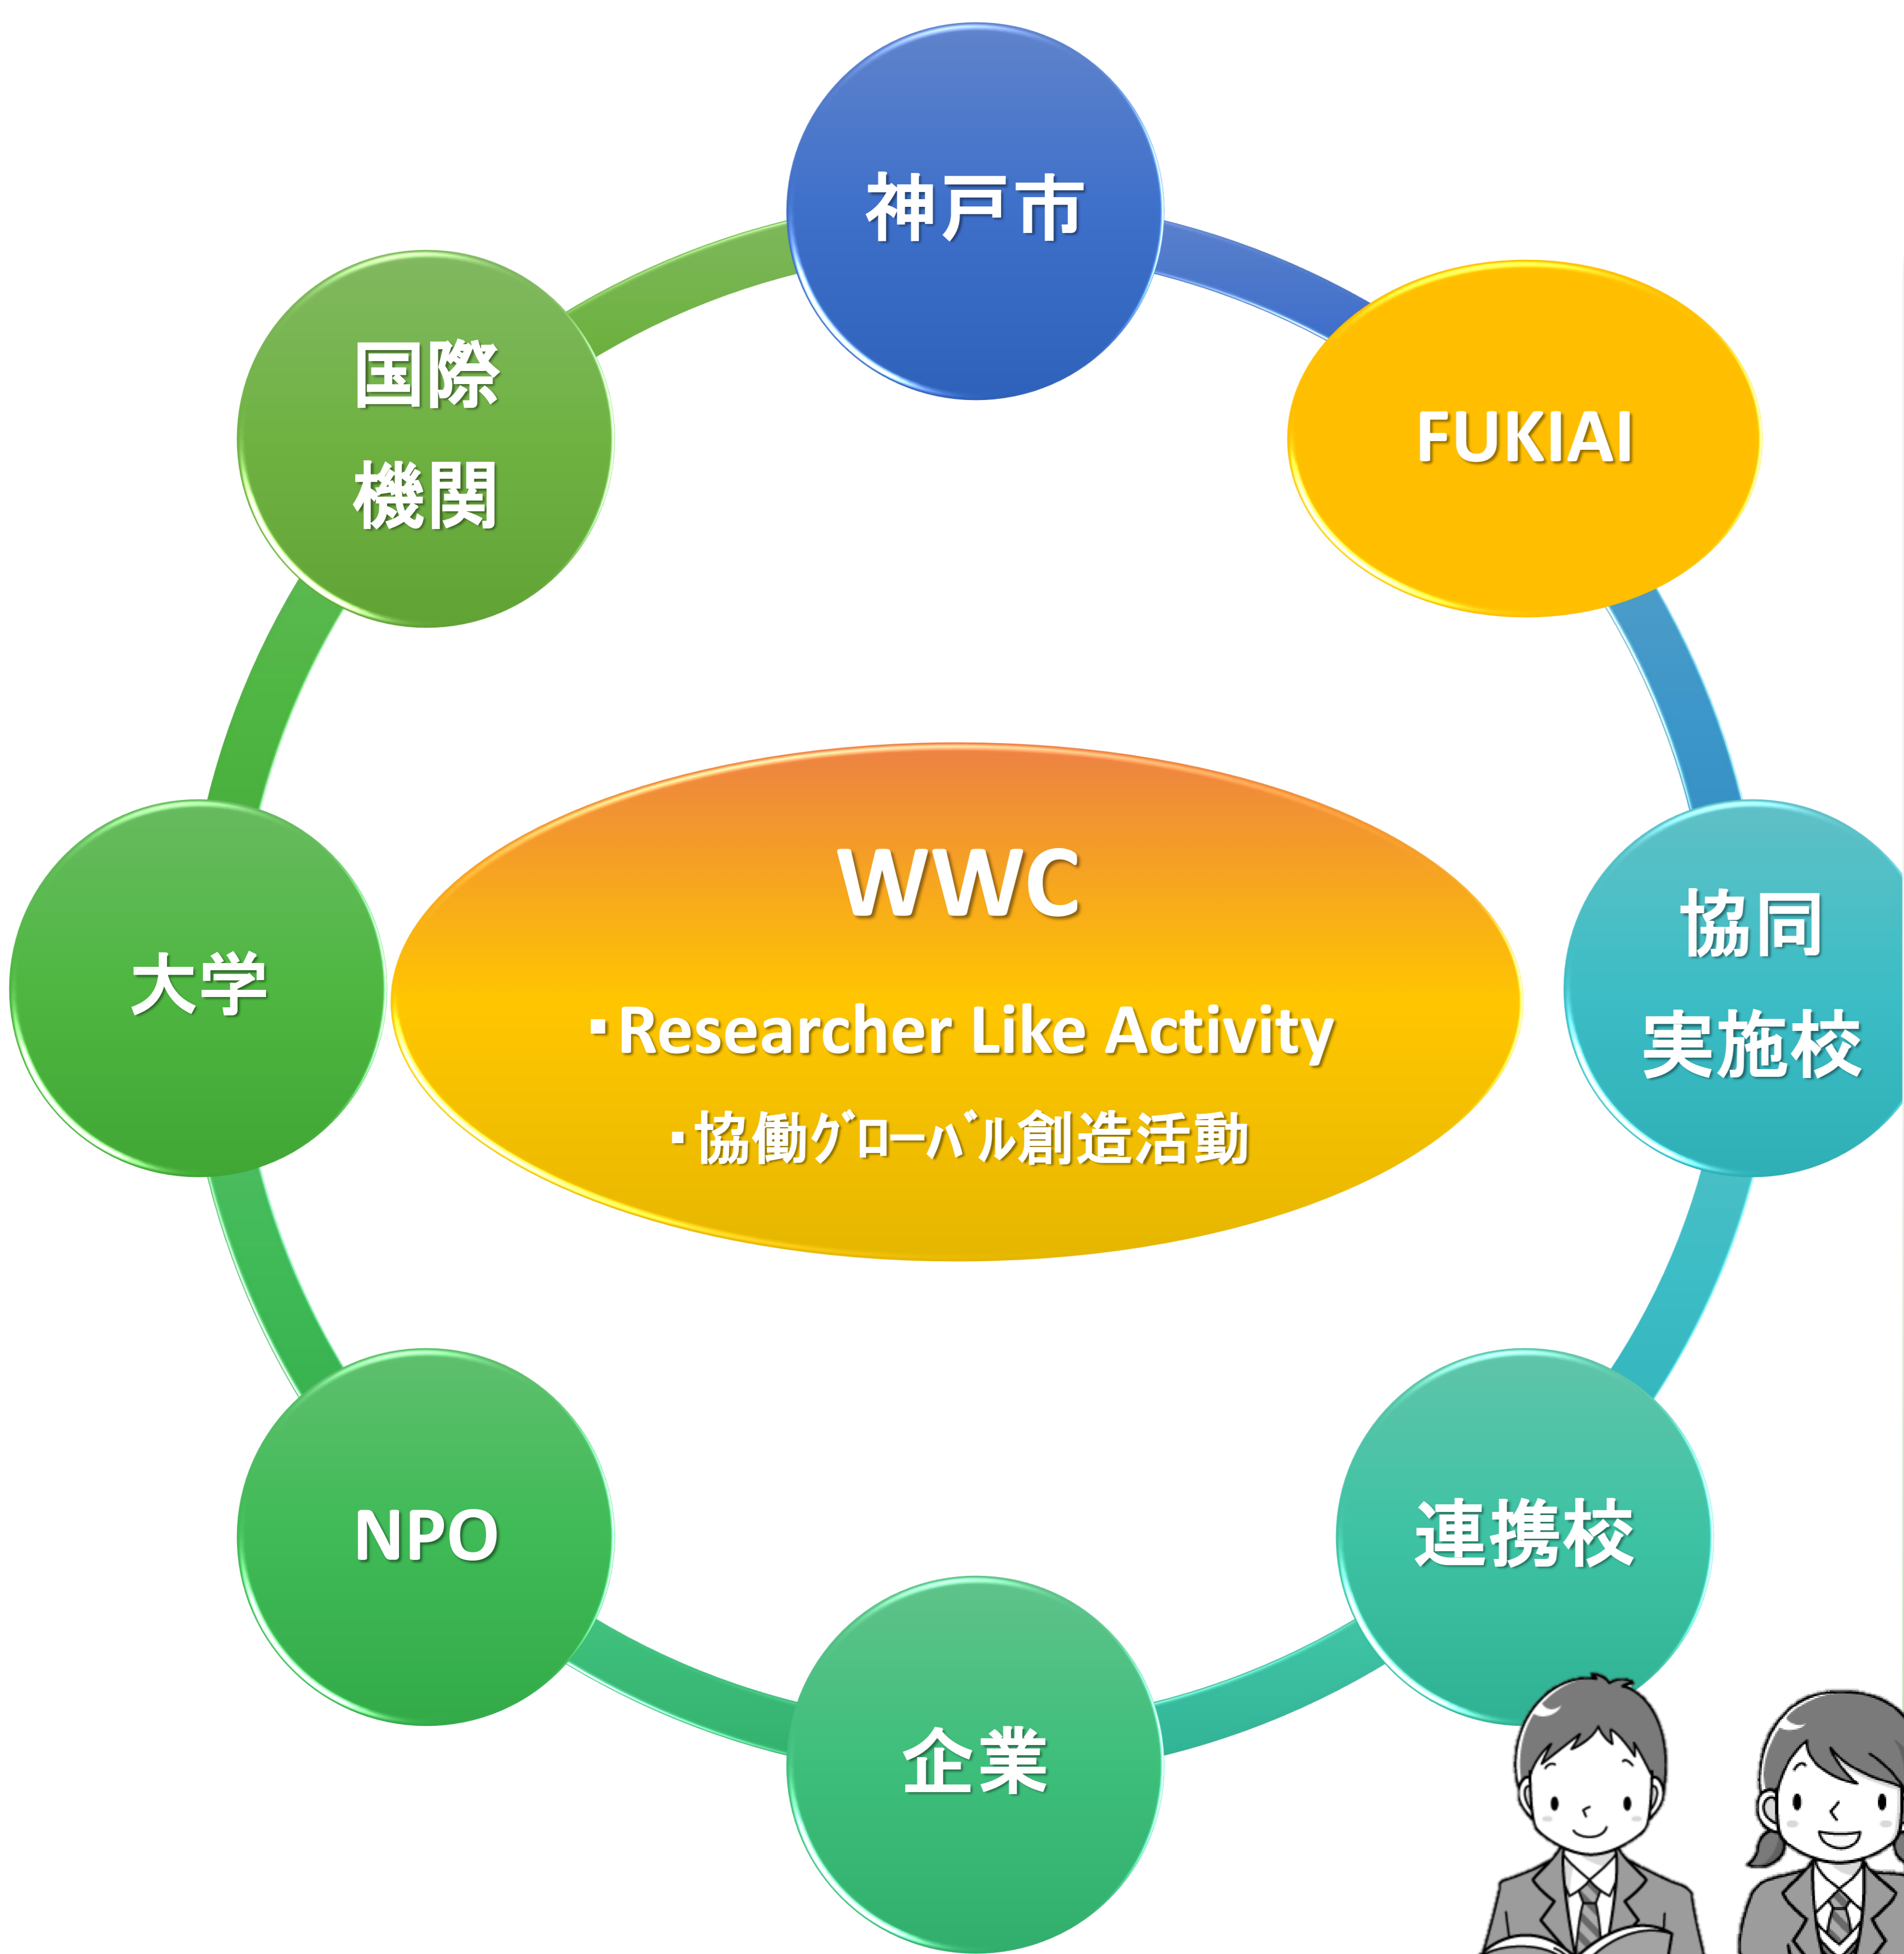 神戸市
FUKIAI
国際
機関
WWC
・Researcher Like Activity
・協働ｸﾞﾛｰﾊﾞﾙ創造活動
大学
協同
実施校
NPO
連携校
企業